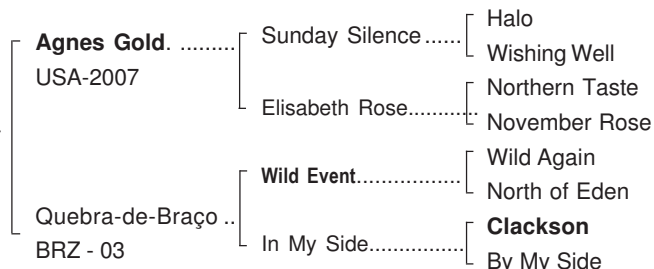 Halo
Agnes Gold. ......... Sunday Silence ......
USA-2007 Wishing Well
Northern Taste
Elisabeth Rose............
November Rose
Wild Again
Wild Event.................
North of Eden
Quebra-de-Braço ..
Clackson
BRZ - 03 In My Side................
By My Side